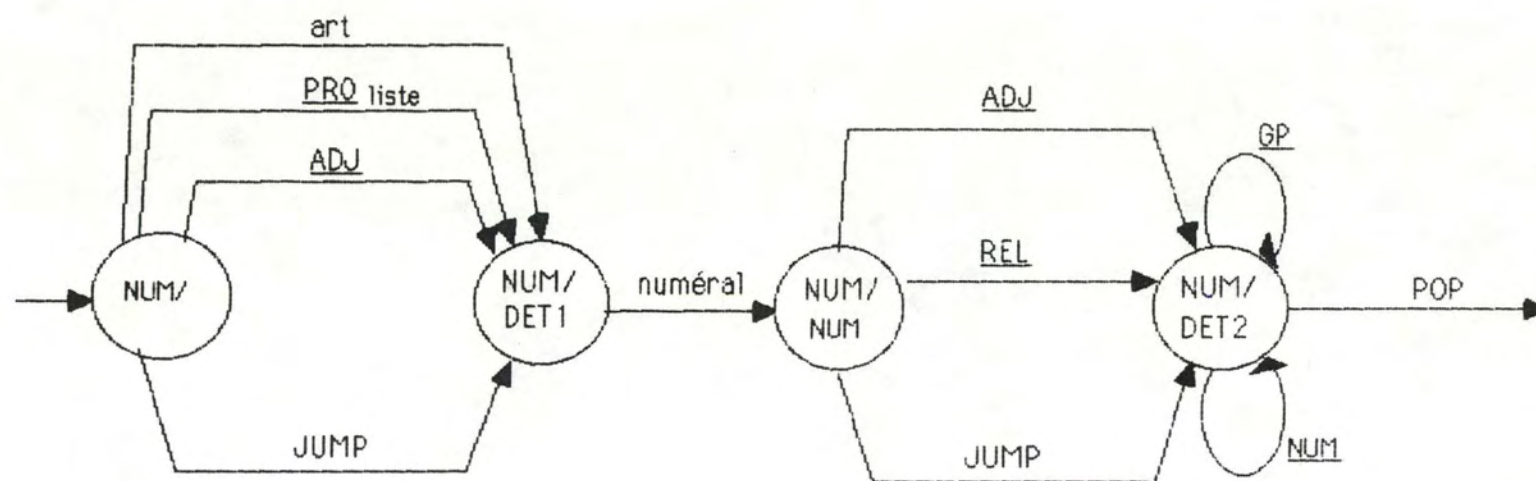 art
PRO liste
ADJ
ADJ
GP
NUM/
NUM/
DET1
numéral
NUM/
NUM
REL
NUM/
DET2
POP
JUMP
JUMP
NUM